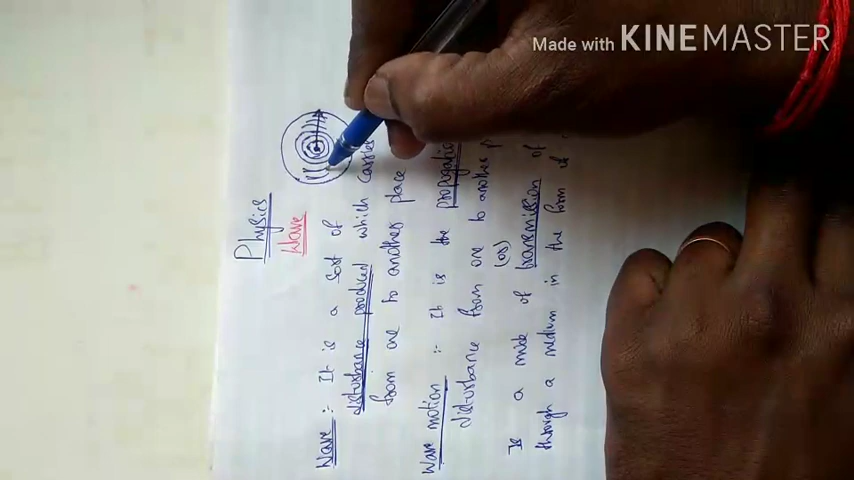 Made with KINEMASTER
Physics
Wave
Wave :- It is a sort of
disturbance produced which carries
from one to another place
Wave motion :- It is the propagation
disturbance from one to another
(or)
is a mode of transmission of
through a medium in the form of